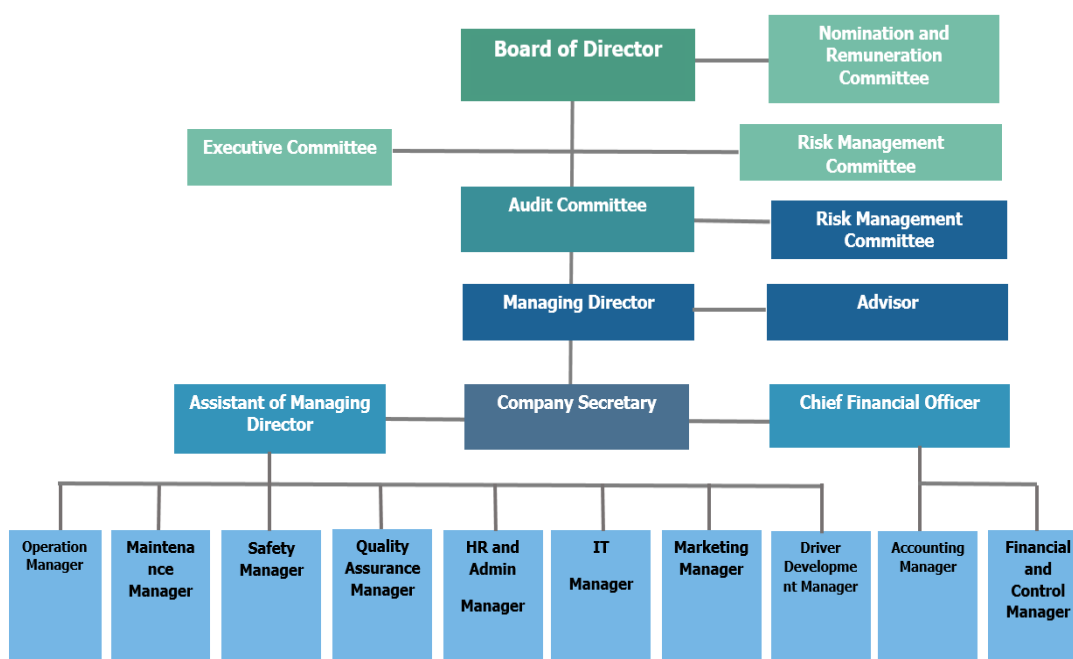 Board of Director
Nomination and
Remuneration
Committee
Executive Committee
Risk Management
Committee
Audit Committee
Risk Management
Committee
Managing Director
Advisor
Assistant of Managing
Director
Company Secretary
Chief Financial Officer
Operation
Manager
Maintena
nce
Manager
Safety
Manager
Quality
Assurance
Manager
HR and
Admin
Manager
IT
Manager
Marketing
Manager
Driver
Developme
nt Manager
Accounting
Manager
Financial
and
Control
Manager